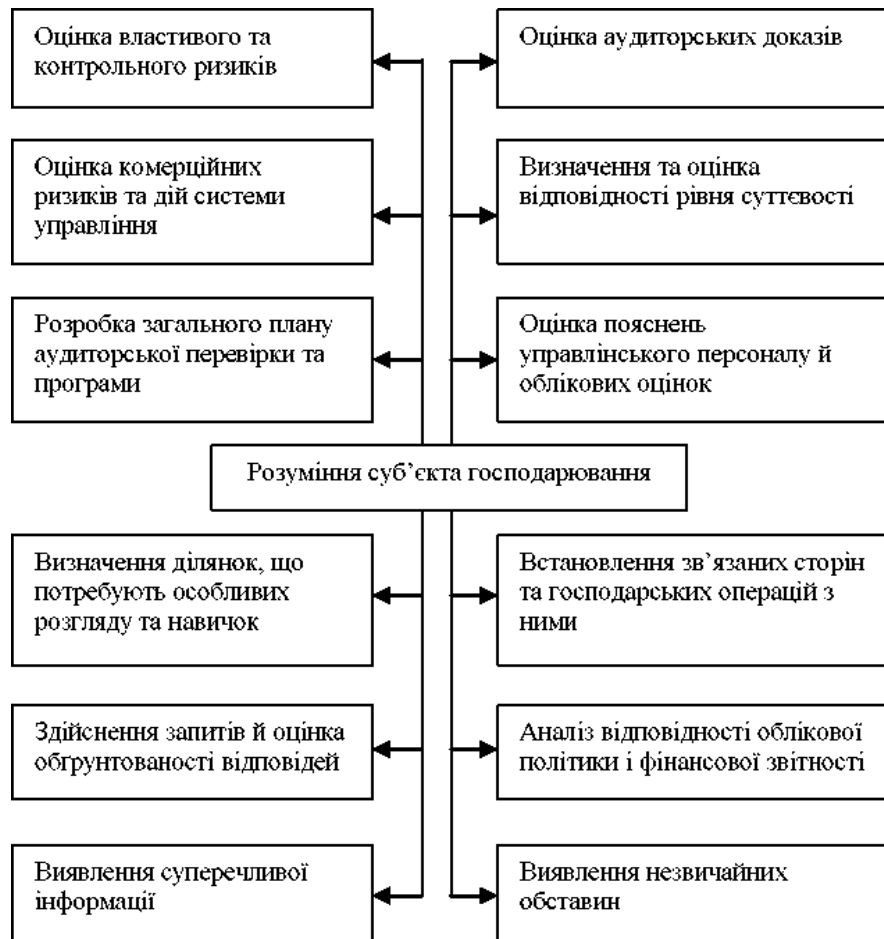 Оцінка властивого та
контрольного ризиків
Оцінка аудиторських доказів
Оцінка комерційних
ризиків та дій системи
управління
Визначення та оцінка
відповідності рівня суттєвості
Розробка загального плану
аудиторської перевірки та
програми
Оцінка пояснень
управлінського персоналу й
облікових оцінок
Розуміння суб’єкта господарювання
Визначення ділянок, що
потребують особливих
розгляду та навичок
Встановлення зв’язаних сторін
та господарських операцій з
ними
Здійснення запитів й оцінка
обґрунтованості відповідей
Аналіз відповідності облікової
політики і фінансової звітності
Виявлення суперечливої
інформації
Виявлення незвичайних
обставин